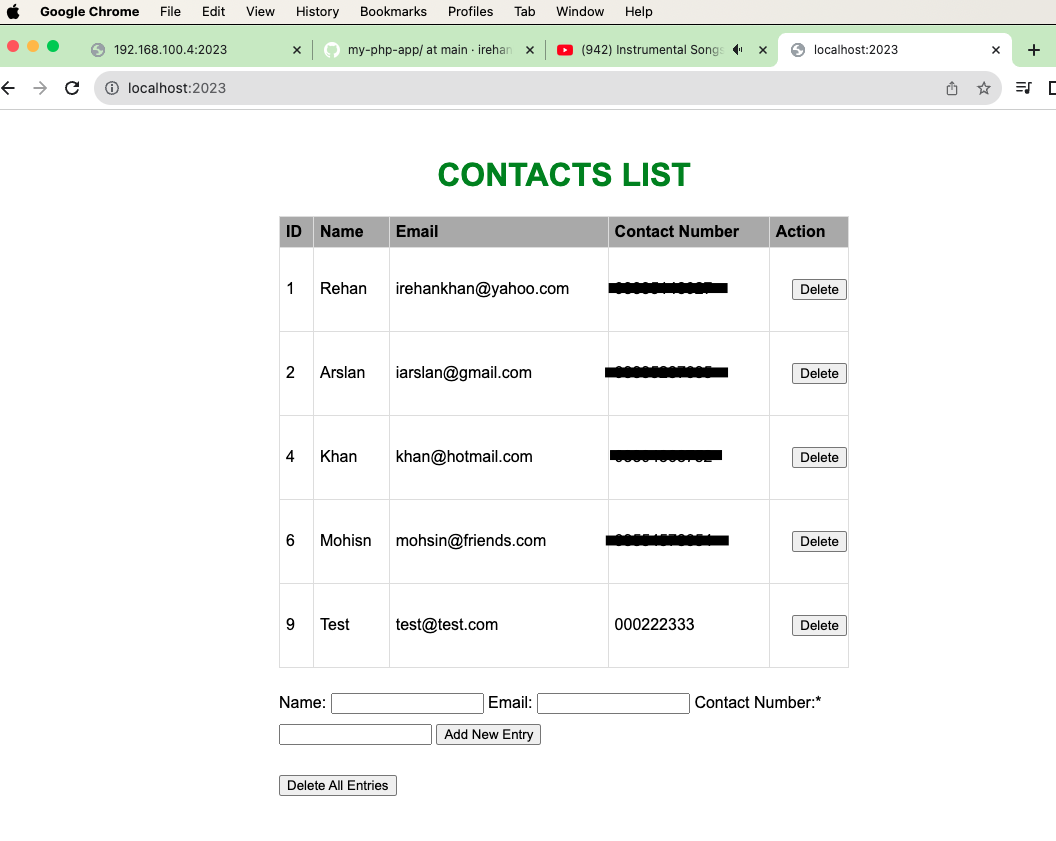 Google Chrome File Edit View History Bookmarks Profiles Tab Window Help
192.168.100.4:2023 my-php-app/ at main · irehan (942) Instrumental Songs localhost:2023
localhost:2023
CONTACTS LIST
ID Name Email Contact Number Action
1 Rehan irehankhan@yahoo.com Delete
2 Arslan iarslan@gmail.com Delete
4 Khan khan@hotmail.com Delete
6 Mohisn mohsin@friends.com Delete
9 Test test@test.com 000222333 Delete
Name: Email: Contact Number:*
Add New Entry
Delete All Entries